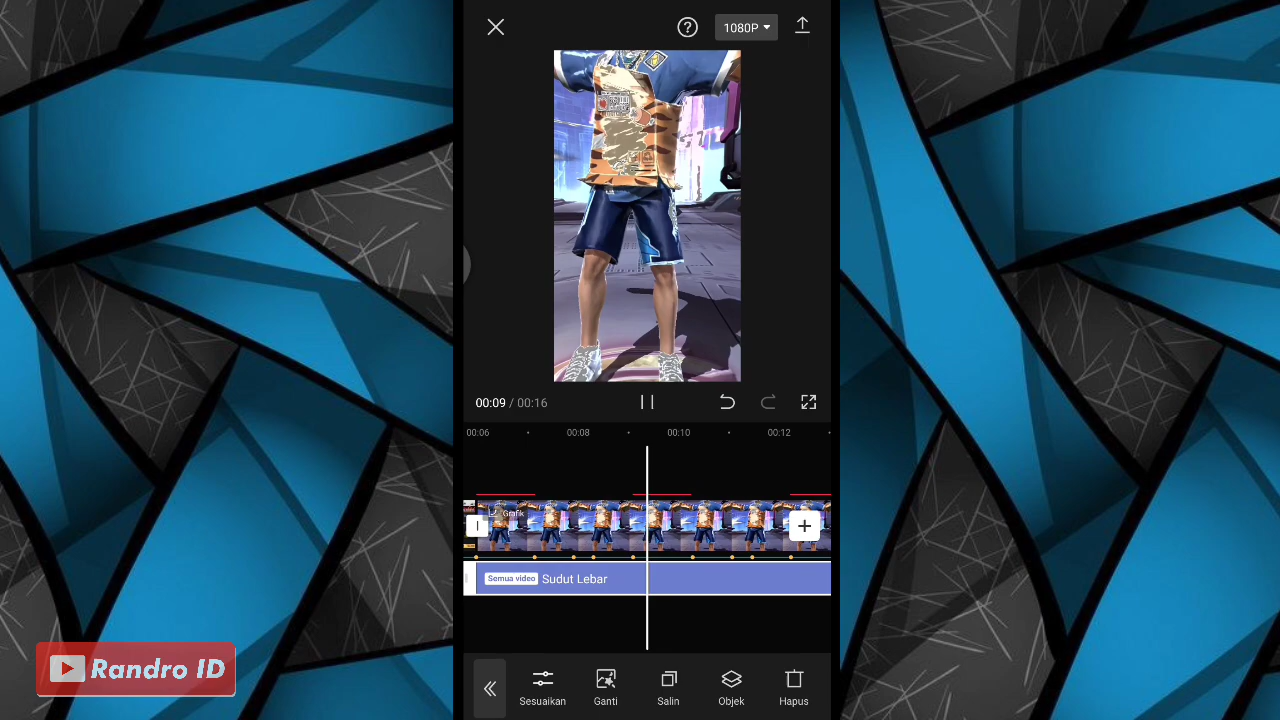 1080P
00:09 / 00:16
00:06
00:08
00:10
00:12
Grafik
Semua video Sudut Lebar
Sesuaikan
Ganti
Salin
Objek
Hapus
Randro ID